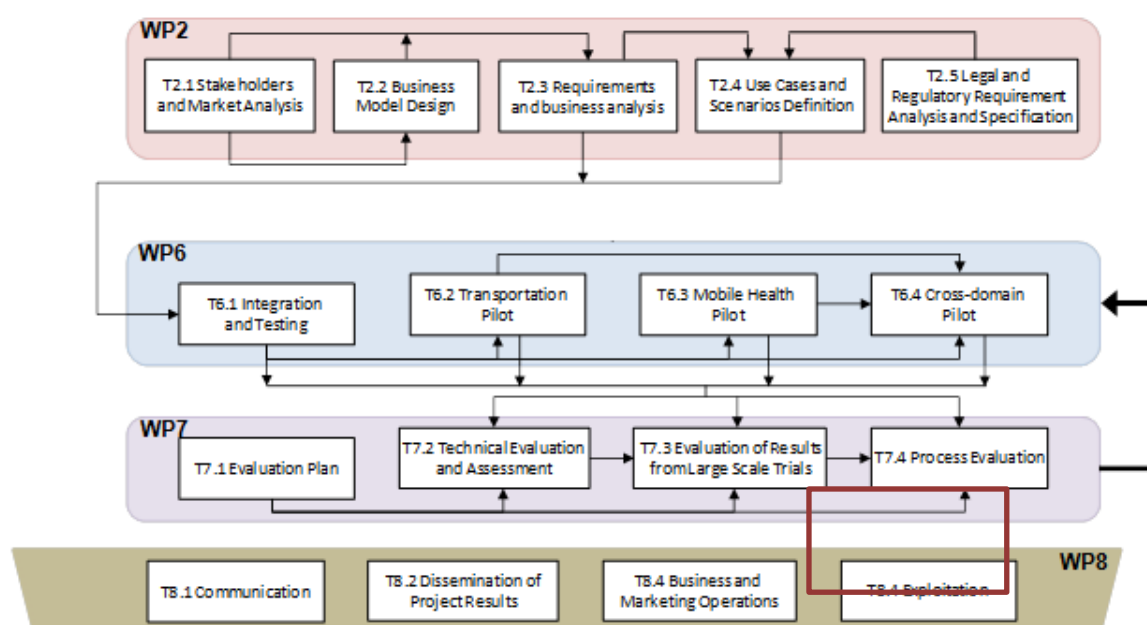 WP2
T2.1 Stakeholders
and Market Analysis
T2.2 Business
Model Design
T2.3 Requirements
and business analysis
T2.4 Use Cases and
Scenarios Definition
T2.5 Legal and
Regulatory Requirement
Analysis and Specification
WP6
T6.1 Integration
and Testing
T6.2 Transportation
Pilot
T6.3 Mobile Health
Pilot
T6.4 Cross-domain
Pilot
WP7
T7.1 Evaluation Plan
T7.2 Technical Evaluation
and Assessment
T7.3 Evaluation of Results
from Large Scale Trials
T7.4 Process Evaluation
WP8
T8.1 Communication
T8.2 Dissemination of
Project Results
T8.4 Business and
Marketing Operations
T8.4 Exploitation